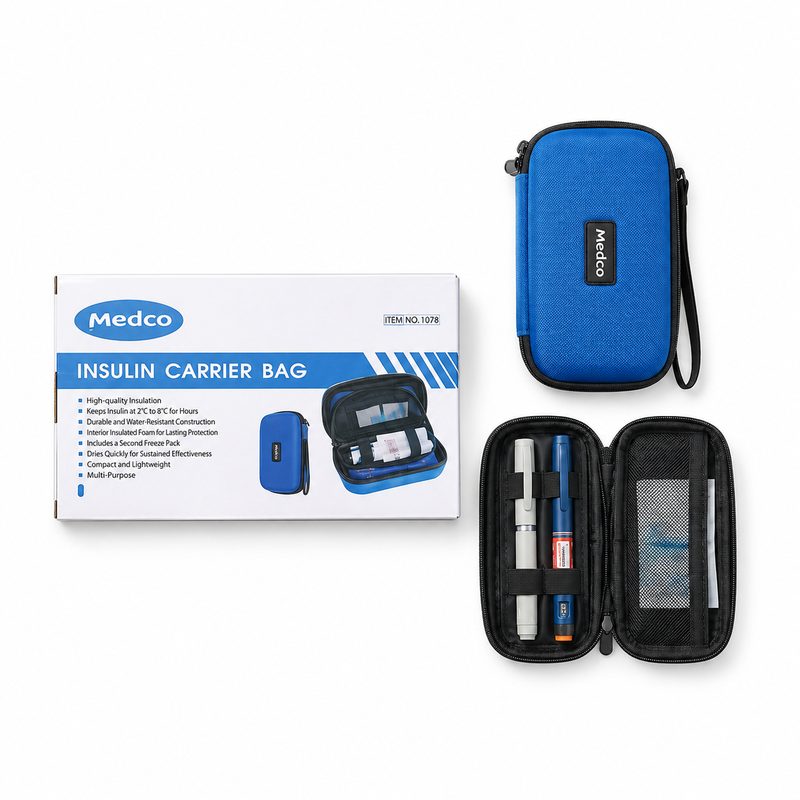 Medco
ITEM NO. 1078
INSULIN CARRIER BAG
High-quality Insulation
Keeps Insulin at 2°C to 8°C for Hours
Durable and Water-Resistant Construction
Interior Insulated Foam for Lasting Protection
Includes a Second Freeze Pack
Dries Quickly for Sustained Effectiveness
Compact and Lightweight
Multi-Purpose
Medco
Medco